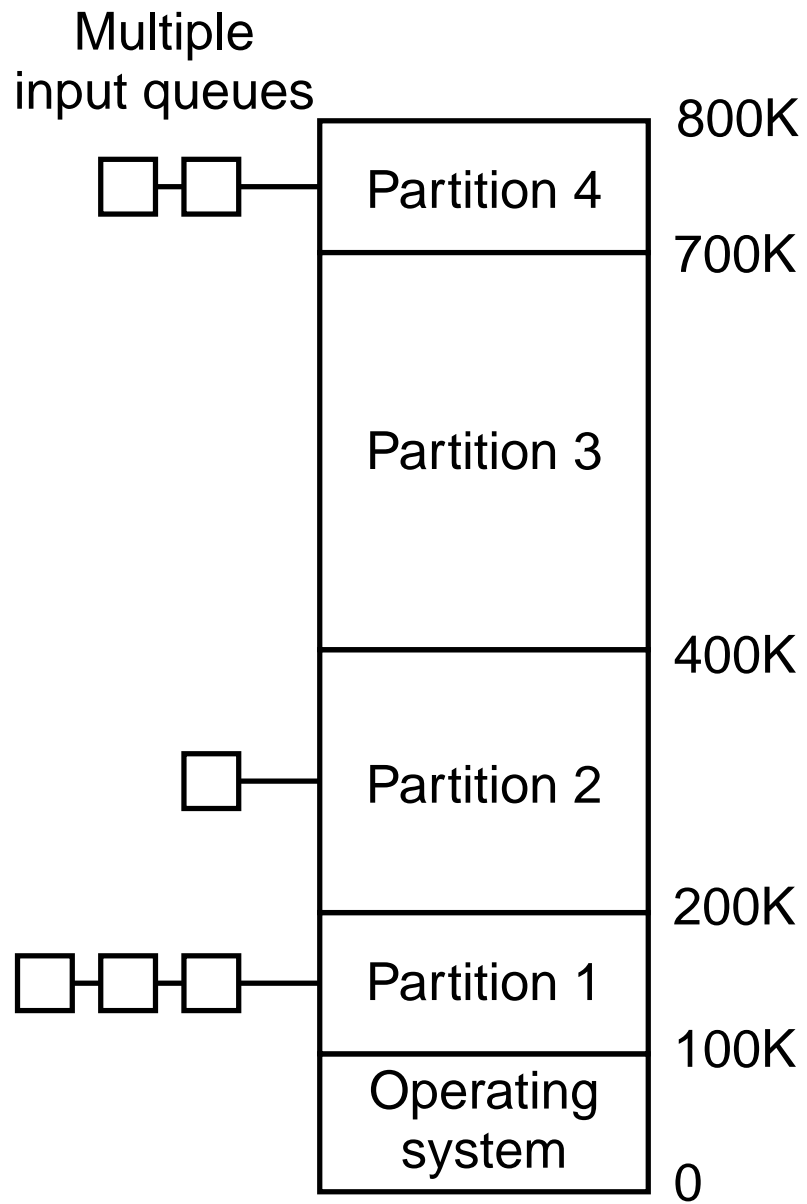 Multiple
input queues
800K
Partition 4
700K
Partition 3
400K
Partition 2
200K
Partition 1
100K
Operating
system
0